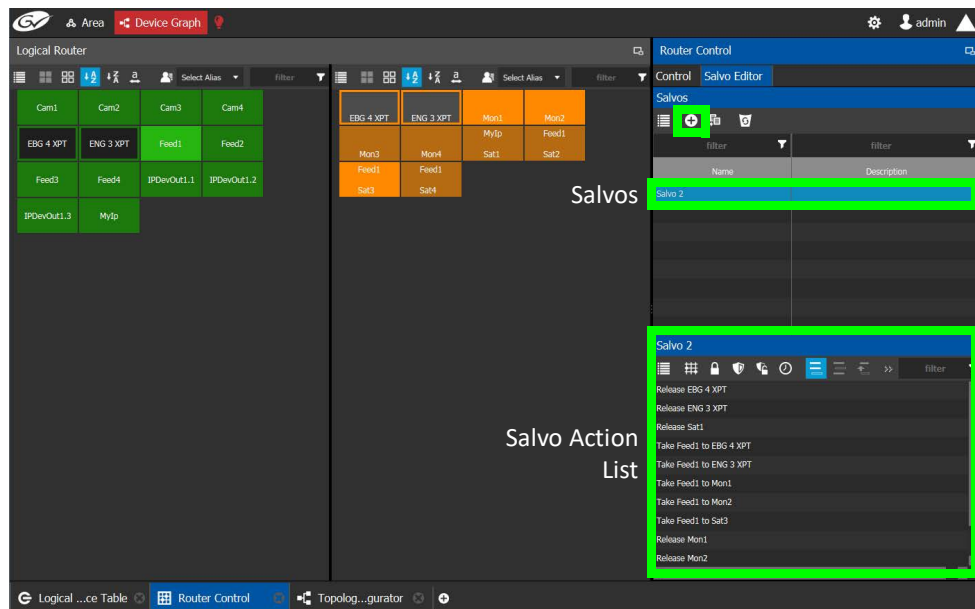 GV Area Device Graph admin
Logical Router
Select Alias filter
Cam1 Cam2 Cam3 Cam4
EBG 4 XPT ENG 3 XPT Feed1 Feed2
Feed3 Feed4 IPDevOut1.1 IPDevOut1.2
IPDevOut1.3 MyIp
Select Alias filter
EBG 4 XPT ENG 3 XPT Mon1 Mon2
MyIp Feed1
Mon3 Mon4 Sat1 Sat2
Feed1 Feed1
Sat3 Sat4
Router Control
Control Salvo Editor
Salvos
filter filter
Name Description
Salvos
Salvo 2
Salvo 2
filter
Release EBG 4 XPT
Release ENG 3 XPT
Release Sat1
Salvo Action
List
Take Feed1 to EBG 4 XPT
Take Feed1 to ENG 3 XPT
Take Feed1 to Mon1
Take Feed1 to Mon2
Take Feed1 to Sat3
Release Mon1
Release Mon2
Logical ...ce Table Router Control Topolog...gurator